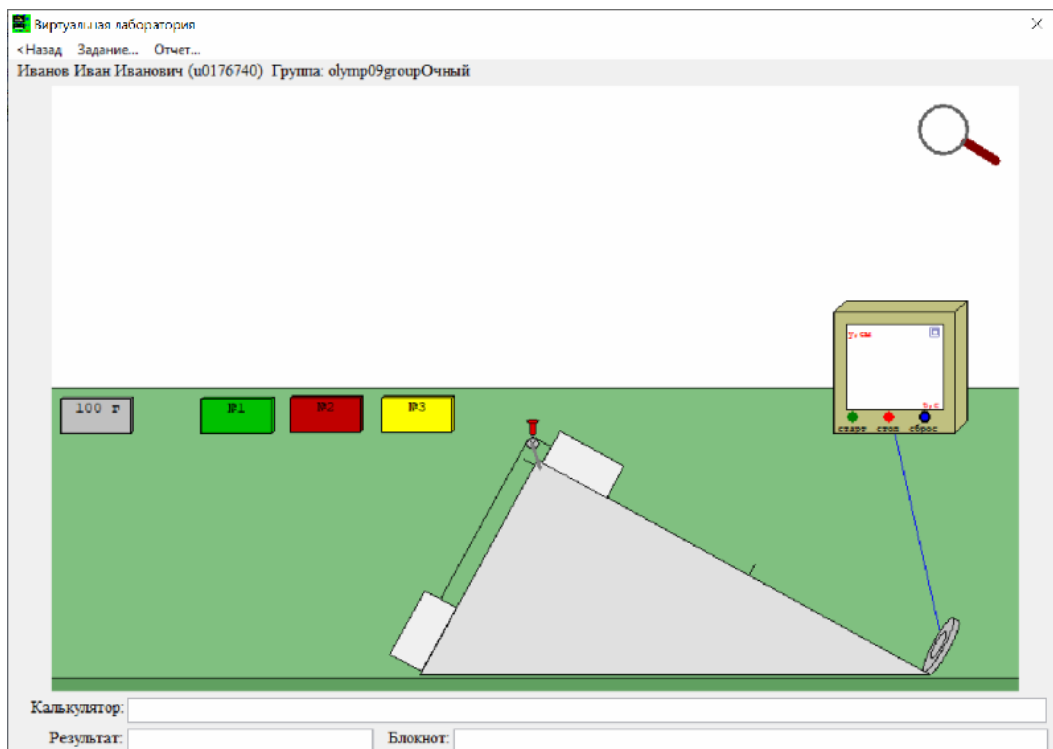 Виртуальная лаборатория
<Назад Задание... Отчет...
Иванов Иван Иванович (u0176740) Группа: olymp09groupОчный
100 г
№1
№2
№3
y, см
t, с
старт стоп сброс
Калькулятор:
Результат:
Блокнот: